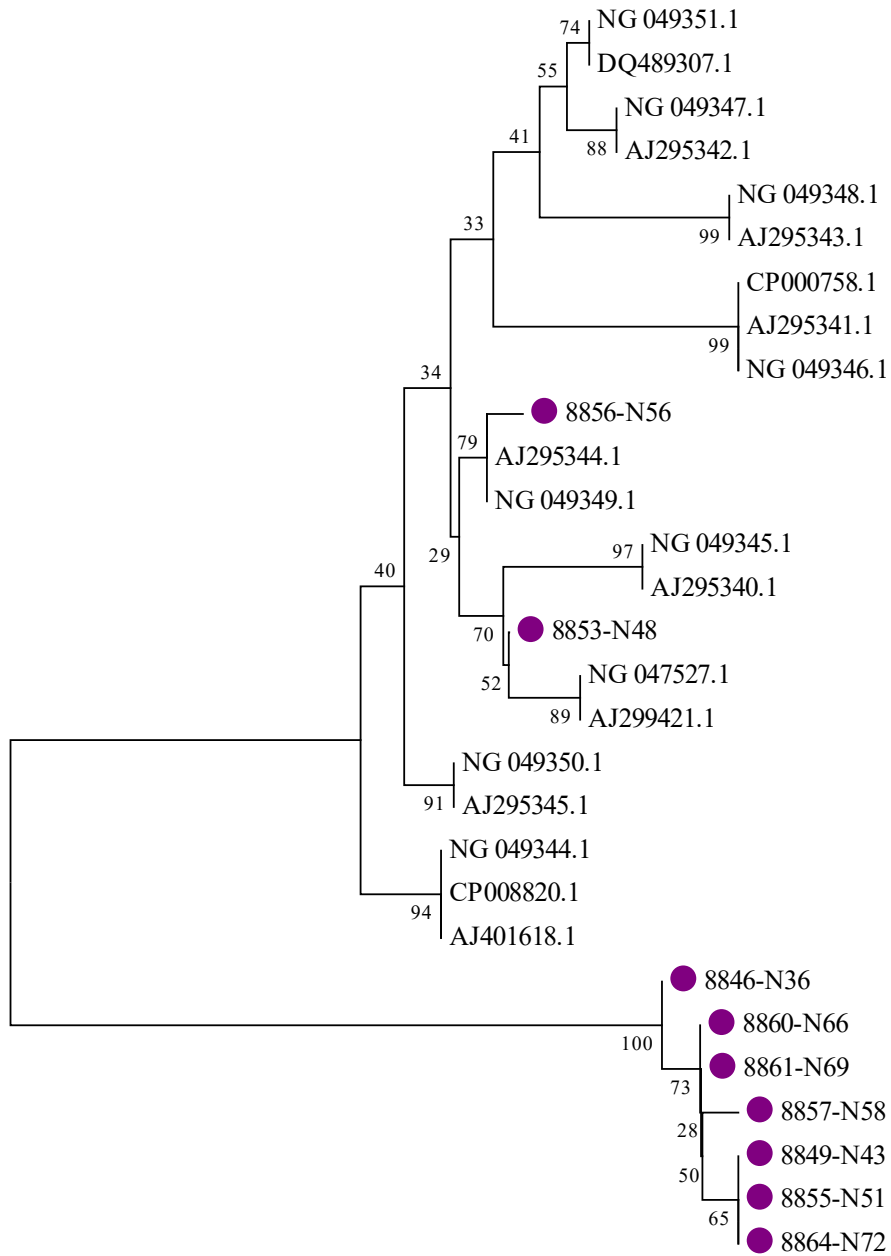 NG 049351.1
74
DQ489307.1
55
NG 049347.1
41
88
AJ295342.1
NG 049348.1
33
99
AJ295343.1
CP000758.1
AJ295341.1
99
NG 049346.1
34
8856-N56
79
AJ295344.1
NG 049349.1
29
NG 049345.1
97
40
AJ295340.1
8853-N48
70
NG 047527.1
52
89
AJ299421.1
NG 049350.1
91
AJ295345.1
NG 049344.1
CP008820.1
94
AJ401618.1
8846-N36
100
8860-N66
8861-N69
73
8857-N58
28
8849-N43
50
8855-N51
65
8864-N72